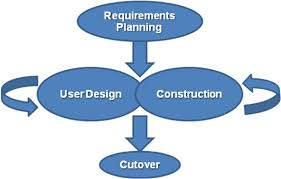 Requirements
Planning
User Design
Construction
Cutover